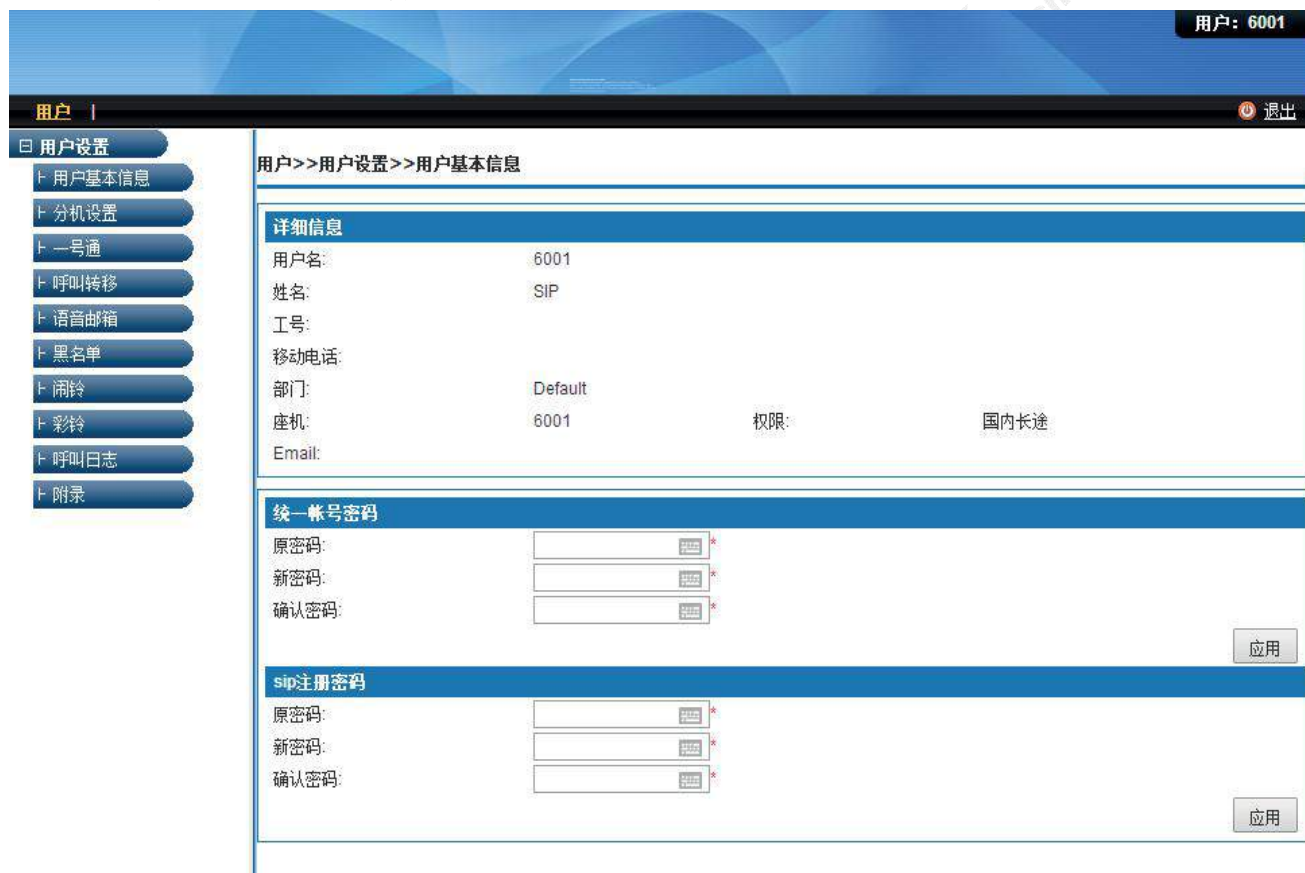 用户：6001
用户 |
退出
用户设置
用户基本信息
分机设置
一号通
呼叫转移
语音邮箱
黑名单
闹铃
彩铃
呼叫日志
附录
用户>>用户设置>>用户基本信息
详细信息
用户名: 6001
姓名: SIP
工号:
移动电话:
部门: Default
座机: 6001 权限: 国内长途
Email:
统一帐号密码
原密码: *
新密码: *
确认密码: *
应用
sip注册密码
原密码: *
新密码: *
确认密码: *
应用